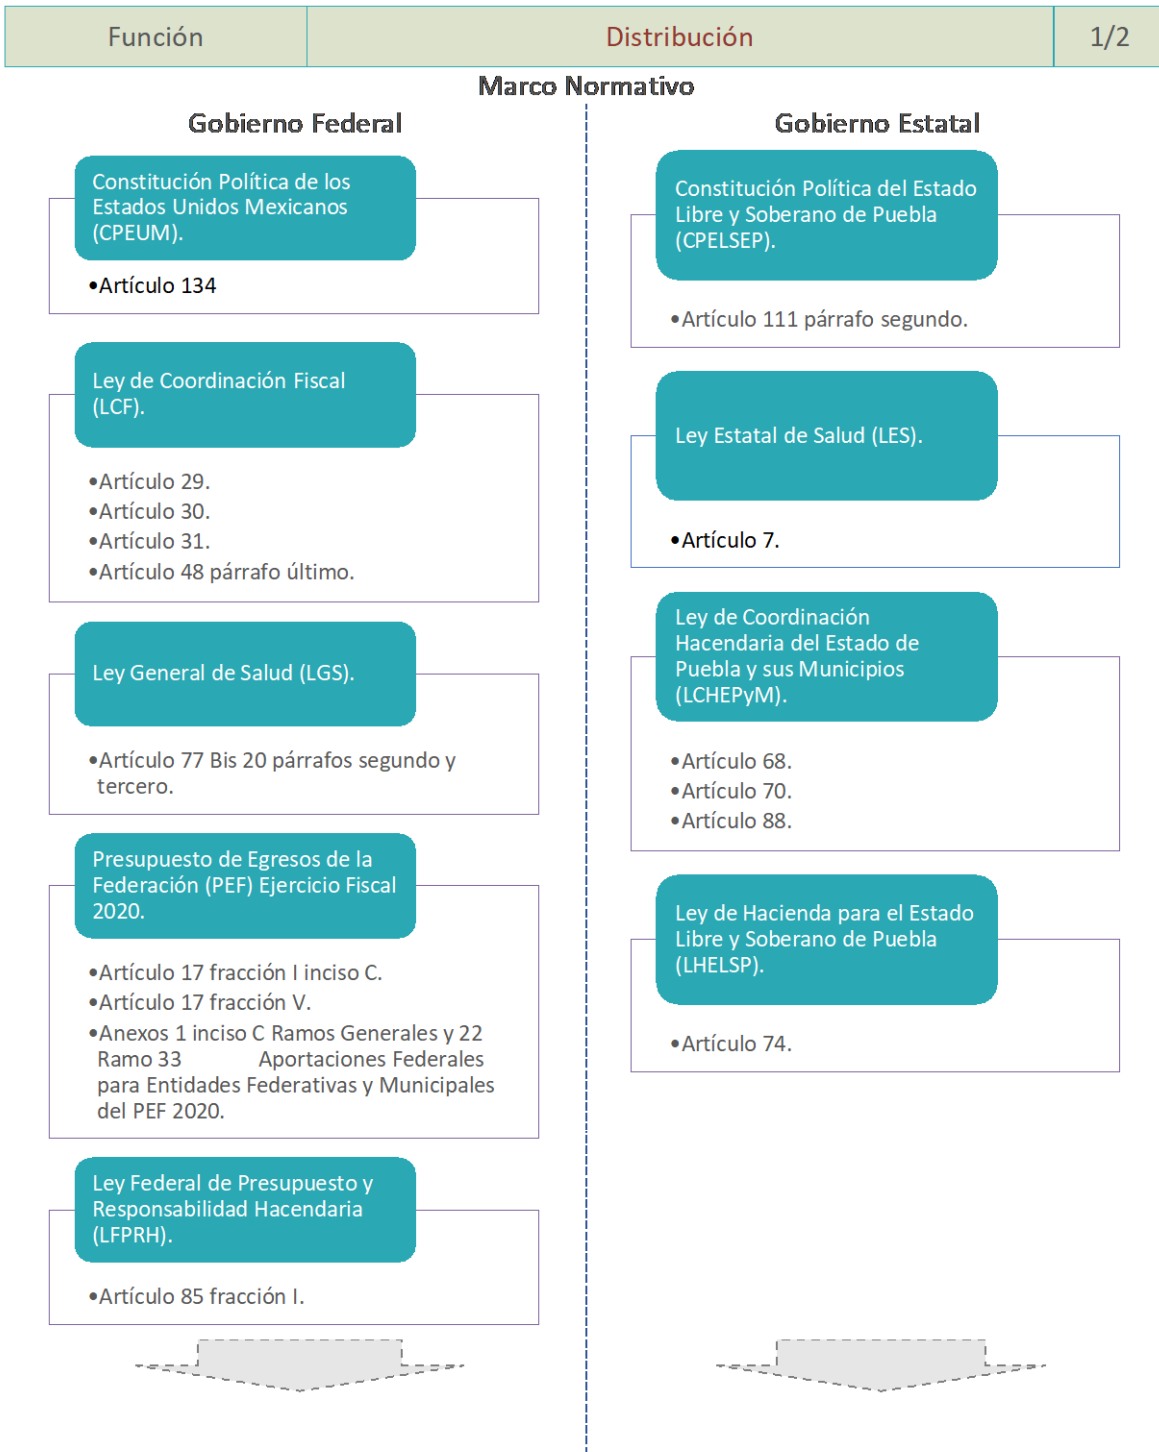 Función
Distribución
1/2
Marco Normativo
Gobierno Federal
Constitución Política de los
Estados Unidos Mexicanos
(CPEUM).
•Artículo 134
Ley de Coordinación Fiscal
(LCF).
•Artículo 29.
•Artículo 30.
•Artículo 31.
•Artículo 48 párrafo último.
Ley General de Salud (LGS).
•Artículo 77 Bis 20 párrafos segundo y
tercero.
Presupuesto de Egresos de la
Federación (PEF) Ejercicio Fiscal
2020.
•Artículo 17 fracción I inciso C.
•Artículo 17 fracción V.
•Anexos 1 inciso C Ramos Generales y 22
Ramo 33 Aportaciones Federales
para Entidades Federativas y Municipales
del PEF 2020.
Ley Federal de Presupuesto y
Responsabilidad Hacendaria
(LFPRH).
•Artículo 85 fracción I.
Gobierno Estatal
Constitución Política del Estado
Libre y Soberano de Puebla
(CPELSEP).
•Artículo 111 párrafo segundo.
Ley Estatal de Salud (LES).
•Artículo 7.
Ley de Coordinación
Hacendaria del Estado de
Puebla y sus Municipios
(LCHEPyM).
•Artículo 68.
•Artículo 70.
•Artículo 88.
Ley de Hacienda para el Estado
Libre y Soberano de Puebla
(LHELSP).
•Artículo 74.